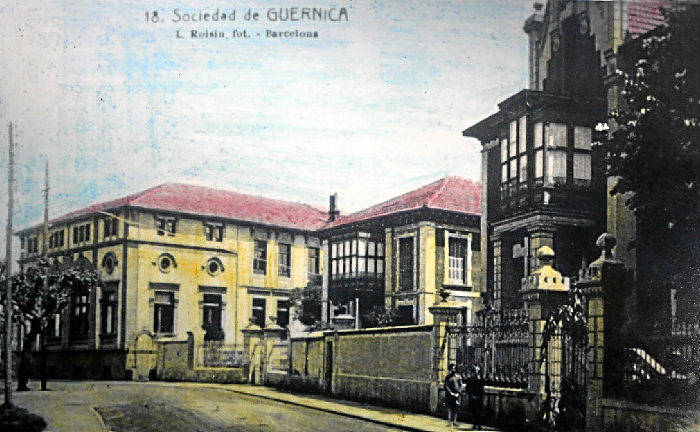 18. Sociedad de GUERNICA
L. Roisin, fot. - Barcelona